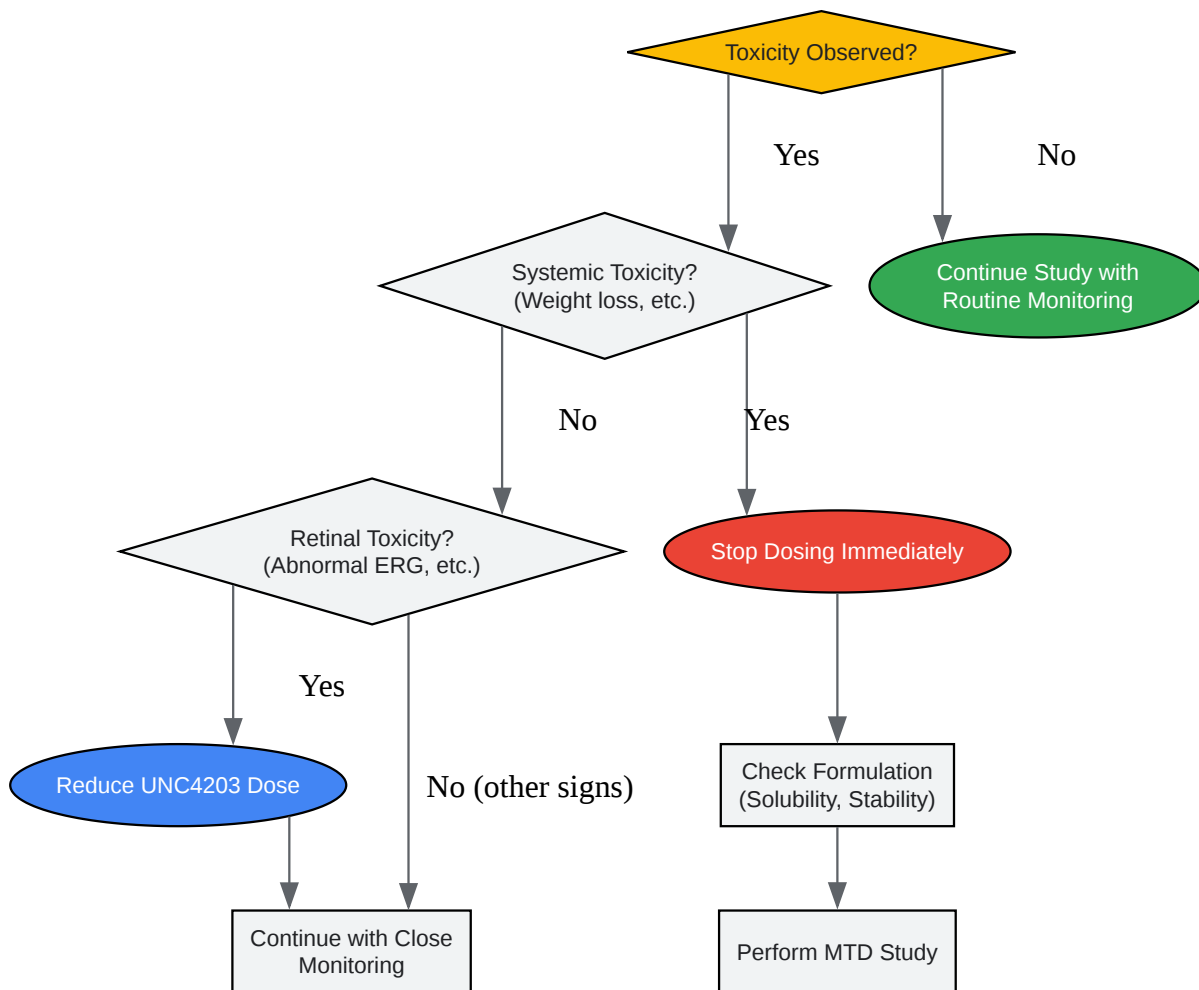 Toxicity Observed?
Yes
No
Systemic Toxicity?
(Weight loss, etc.)
Continue Study with
Routine Monitoring
No
Yes
Retinal Toxicity?
(Abnormal ERG, etc.)
Stop Dosing Immediately
Yes
Reduce UNC4203 Dose
No (other signs)
Check Formulation
(Solubility, Stability)
Continue with Close
Monitoring
Perform MTD Study